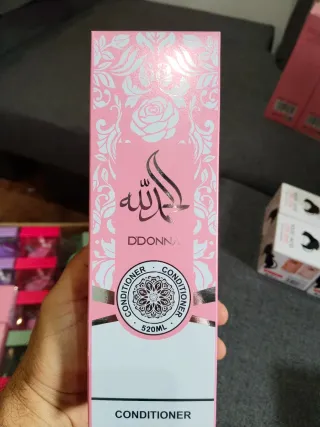 DDONNA
CONDITIONER · CONDITIONER · 520ML ·
CONDITIONER